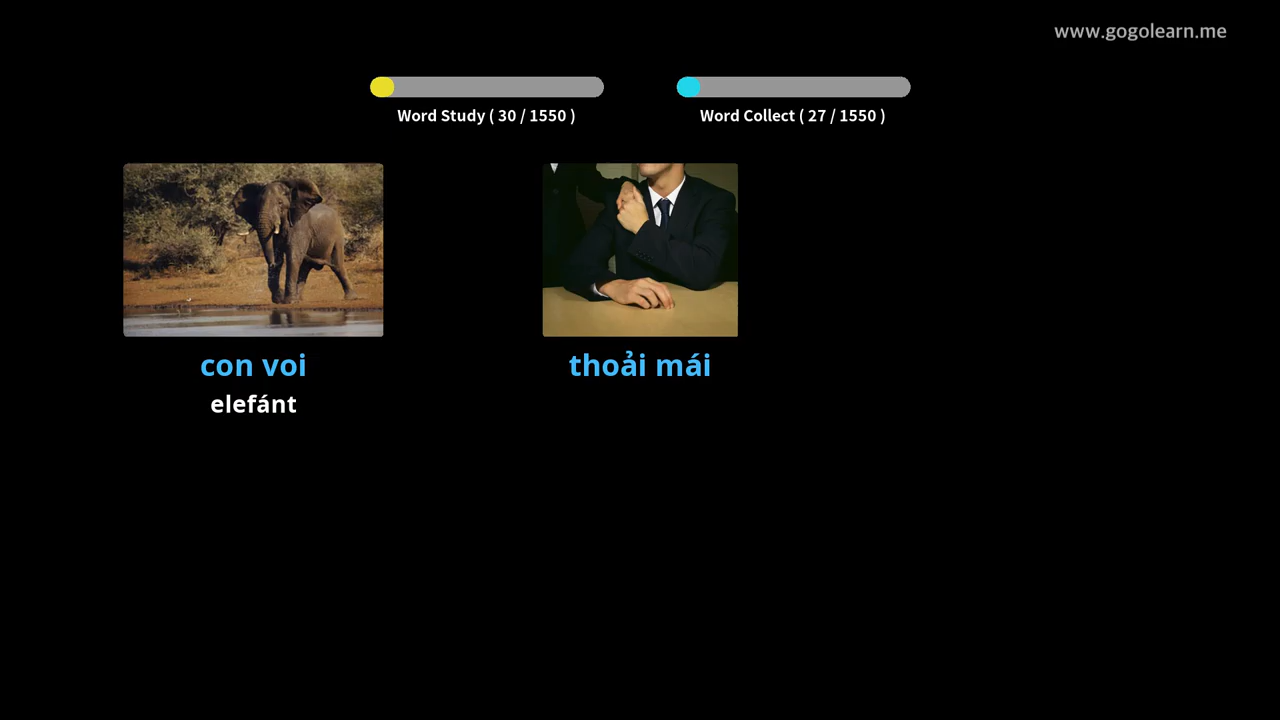 www.gogolearn.me
Word Study ( 30 / 1550 )
Word Collect ( 27 / 1550 )
con voi
elefánt
thoải mái